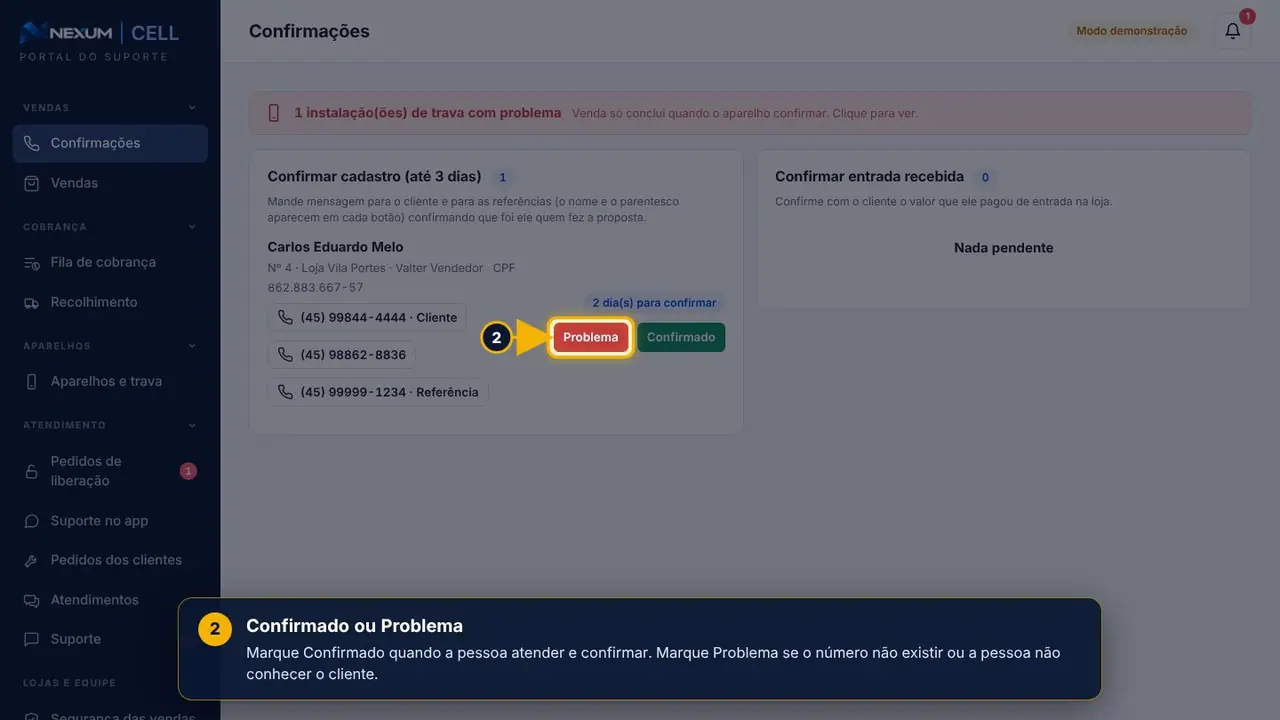 NEXUM | CELL
PORTAL DO SUPORTE
VENDAS
Confirmações
Vendas
COBRANÇA
Fila de cobrança
Recolhimento
APARELHOS
Aparelhos e trava
ATENDIMENTO
Pedidos de
liberação
1
Suporte no app
Pedidos dos clientes
Atendimentos
Suporte
LOJAS E EQUIPE
Segurança das vendas
Confirmações
Modo demonstração
1
1 instalação(ões) de trava com problema Venda só conclui quando o aparelho confirmar. Clique para ver.
Confirmar cadastro (até 3 dias) 1
Mande mensagem para o cliente e para as referências (o nome e o parentesco
aparecem em cada botão) confirmando que foi ele quem fez a proposta.
Carlos Eduardo Melo
Nº 4 · Loja Vila Portes · Valter Vendedor CPF
862.883.667-57
2 dia(s) para confirmar
(45) 99844-4444 · Cliente
(45) 98862-8836
(45) 99999-1234 · Referência
2
Problema
Confirmado
Confirmar entrada recebida 0
Confirme com o cliente o valor que ele pagou de entrada na loja.
Nada pendente
2
Confirmado ou Problema
Marque Confirmado quando a pessoa atender e confirmar. Marque Problema se o número não existir ou a pessoa não
conhecer o cliente.